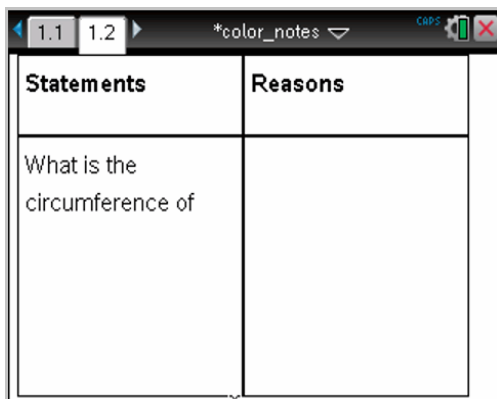 1.1 1.2 *color_notes CAPS
Statements Reasons
What is the
circumference of